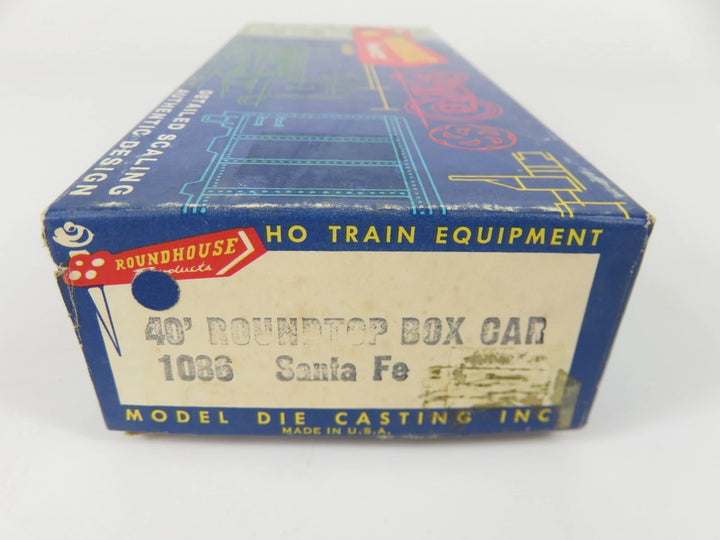 DETAILED SCALING
AUTHENTIC DESIGN
ROUNDHOUSE
Products
HO TRAIN EQUIPMENT
40' ROUNDTOP BOX CAR
1086 Santa Fe
MODEL DIE CASTING INC
MADE IN U.S.A.